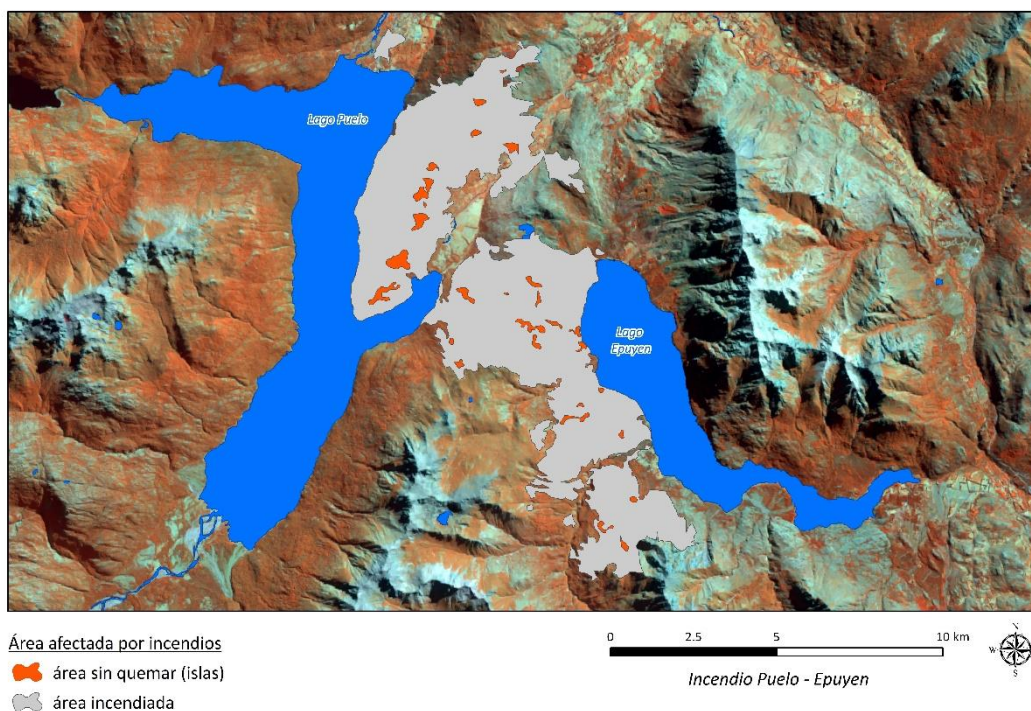 Lago Puelo
Lago
Epuyen
Área afectada por incendios
área sin quemar (islas)
área incendiada
0 2.5 5 10 km
Incendio Puelo - Epuyen
N
W E
S